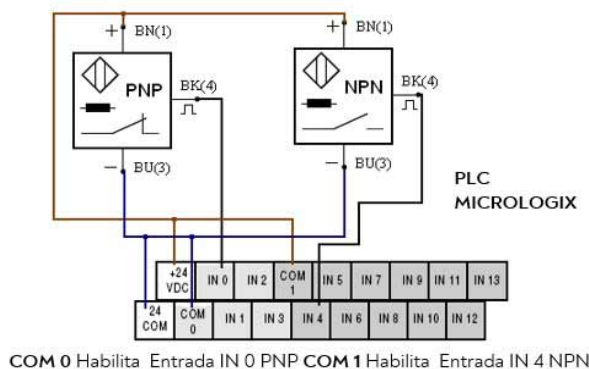 + BN(1)
+ BN(1)
PNP
BK(4)
NPN
BK(4)
− BU(3)
− BU(3)
PLC
MICROLOGIX
+24 VDC IN 0 IN 2 COM 1 IN 5 IN 7 IN 9 IN 11 IN 13
24 COM COM 0 IN 1 IN 3 IN 4 IN 6 IN 8 IN 10 IN 12
COM 0 Habilita Entrada IN 0 PNP COM 1 Habilita Entrada IN 4 NPN